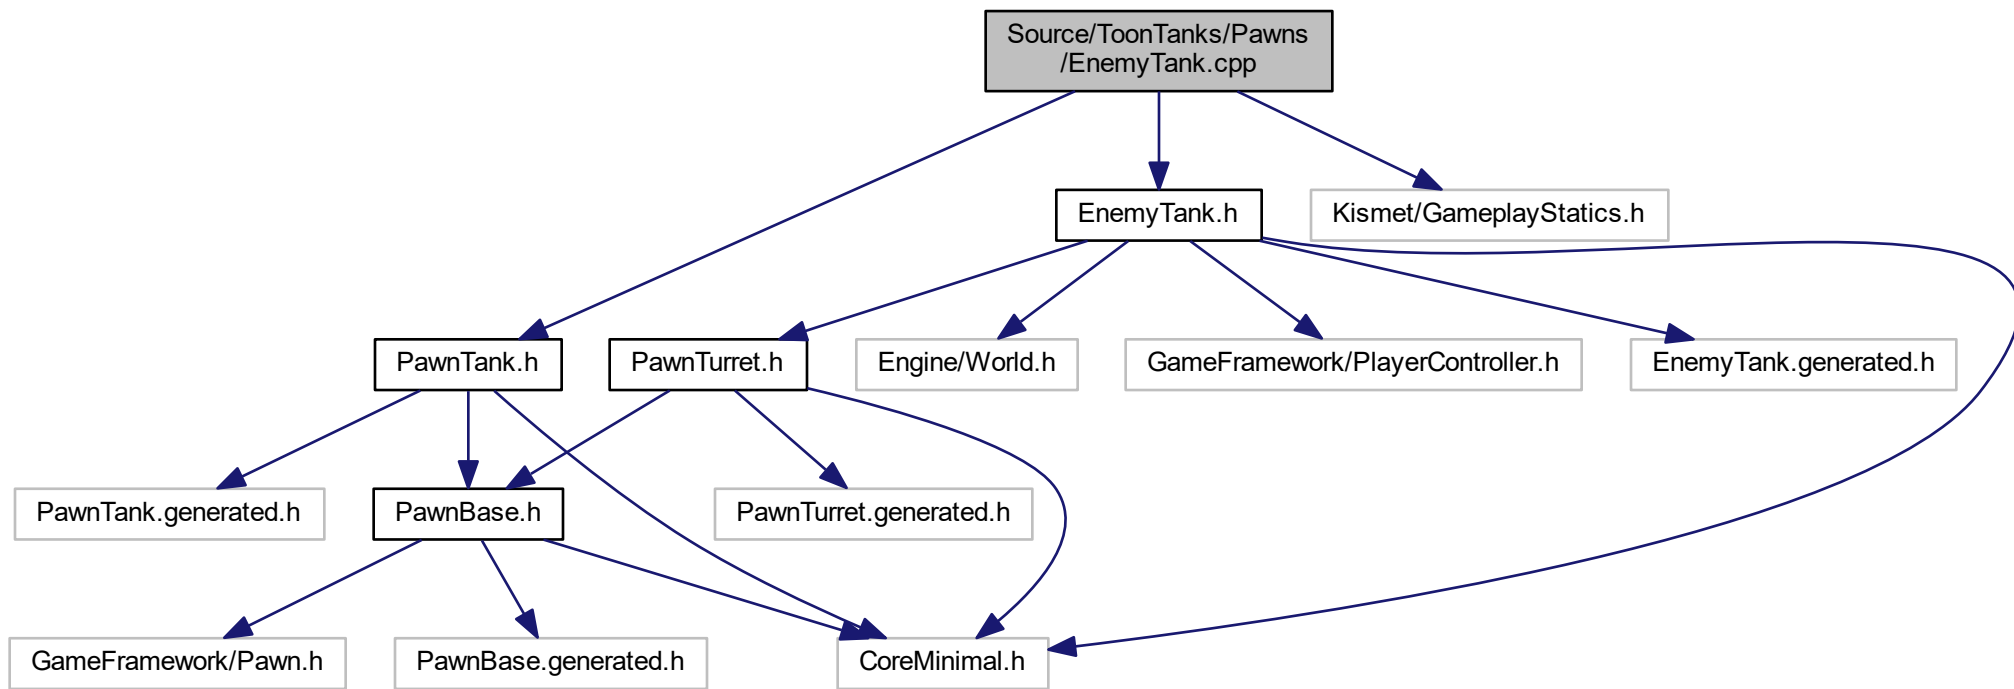 Source/ToonTanks/Pawns
/EnemyTank.cpp
EnemyTank.h
Kismet/GameplayStatics.h
PawnTank.h
PawnTurret.h
Engine/World.h
GameFramework/PlayerController.h
EnemyTank.generated.h
PawnTank.generated.h
PawnBase.h
PawnTurret.generated.h
GameFramework/Pawn.h
PawnBase.generated.h
CoreMinimal.h